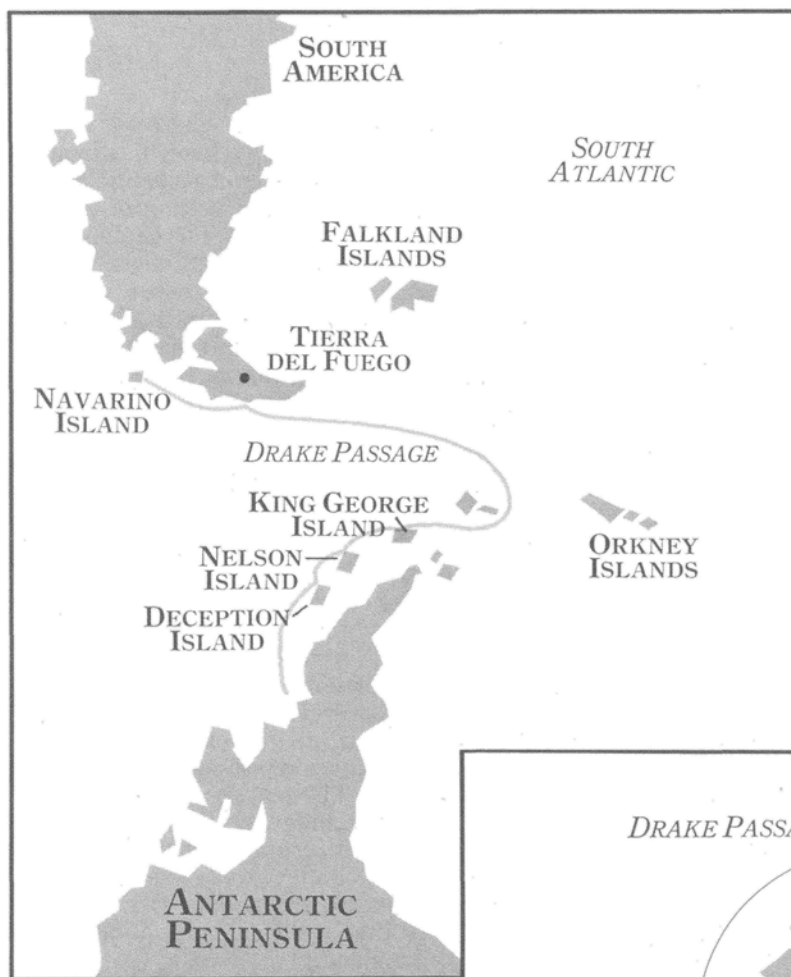 SOUTH
AMERICA
SOUTH
ATLANTIC
FALKLAND
ISLANDS
TIERRA
DEL FUEGO
NAVARINO
ISLAND
DRAKE PASSAGE
KING GEORGE
ISLAND
ORKNEY
ISLANDS
NELSON
ISLAND
DECEPTION
ISLAND
DRAKE PASSA
ANTARCTIC
PENINSULA